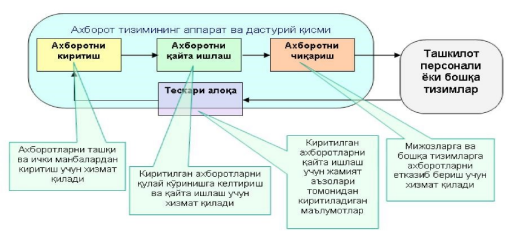 Ахборот тизимининг аппарат ва дастурий қисми
Ахборотни
киритиш
Ахборотни
қайта ишлаш
Ахборотни
чиқариш
Ташкилот
персонали
ёки бошқа
тизимлар
Тескари алоқа
Ахборотларни ташқи
ва ички манбалардан
киритиш учун хизмат
қилади
Киритилган ахборотларни
қулай кўринишга келтириш
ва қайта ишлаш учун
хизмат қилади
Киритилган
ахборотларни
қайта ишлаш
учун жамият
аъзолари
томонидан
киритиладиган
маълумотлар
Мижозларга ва
бошқа тизимларга
ахборотларни
етказиб бериш учун
хизмат қилади